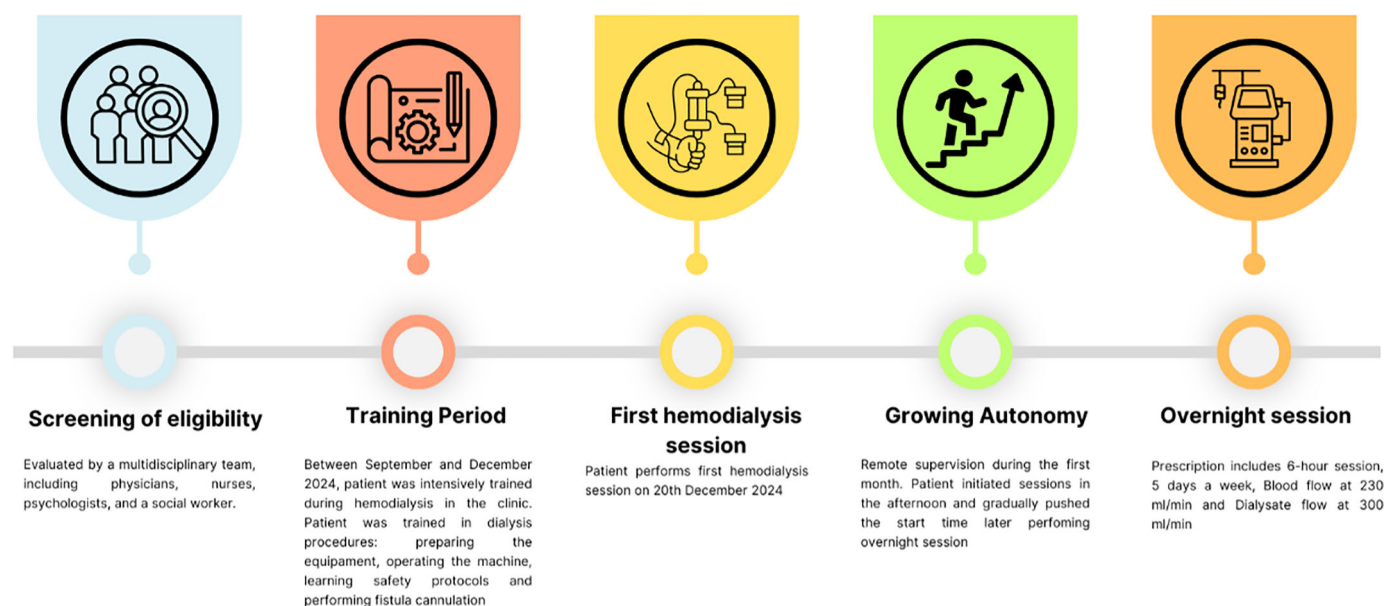 Screening of eligibility
Evaluated by a multidisciplinary team,
including physicians, nurses,
psychologists, and a social worker.
Training Period
Between September and December
2024, patient was intensively trained
during hemodialysis in the clinic.
Patient was trained in dialysis
procedures: preparing the
equipament, operating the machine,
learning safety protocols and
performing fistula cannulation
First hemodialysis
session
Patient performs first hemodialysis
session on 20th December 2024
Growing Autonomy
Remote supervision during the first
month. Patient initiated sessions in
the afternoon and gradually pushed
the start time later perfoming
overnight session
Overnight session
Prescription includes 6-hour session,
5 days a week, Blood flow at 230
ml/min and Dialysate flow at 300
ml/min